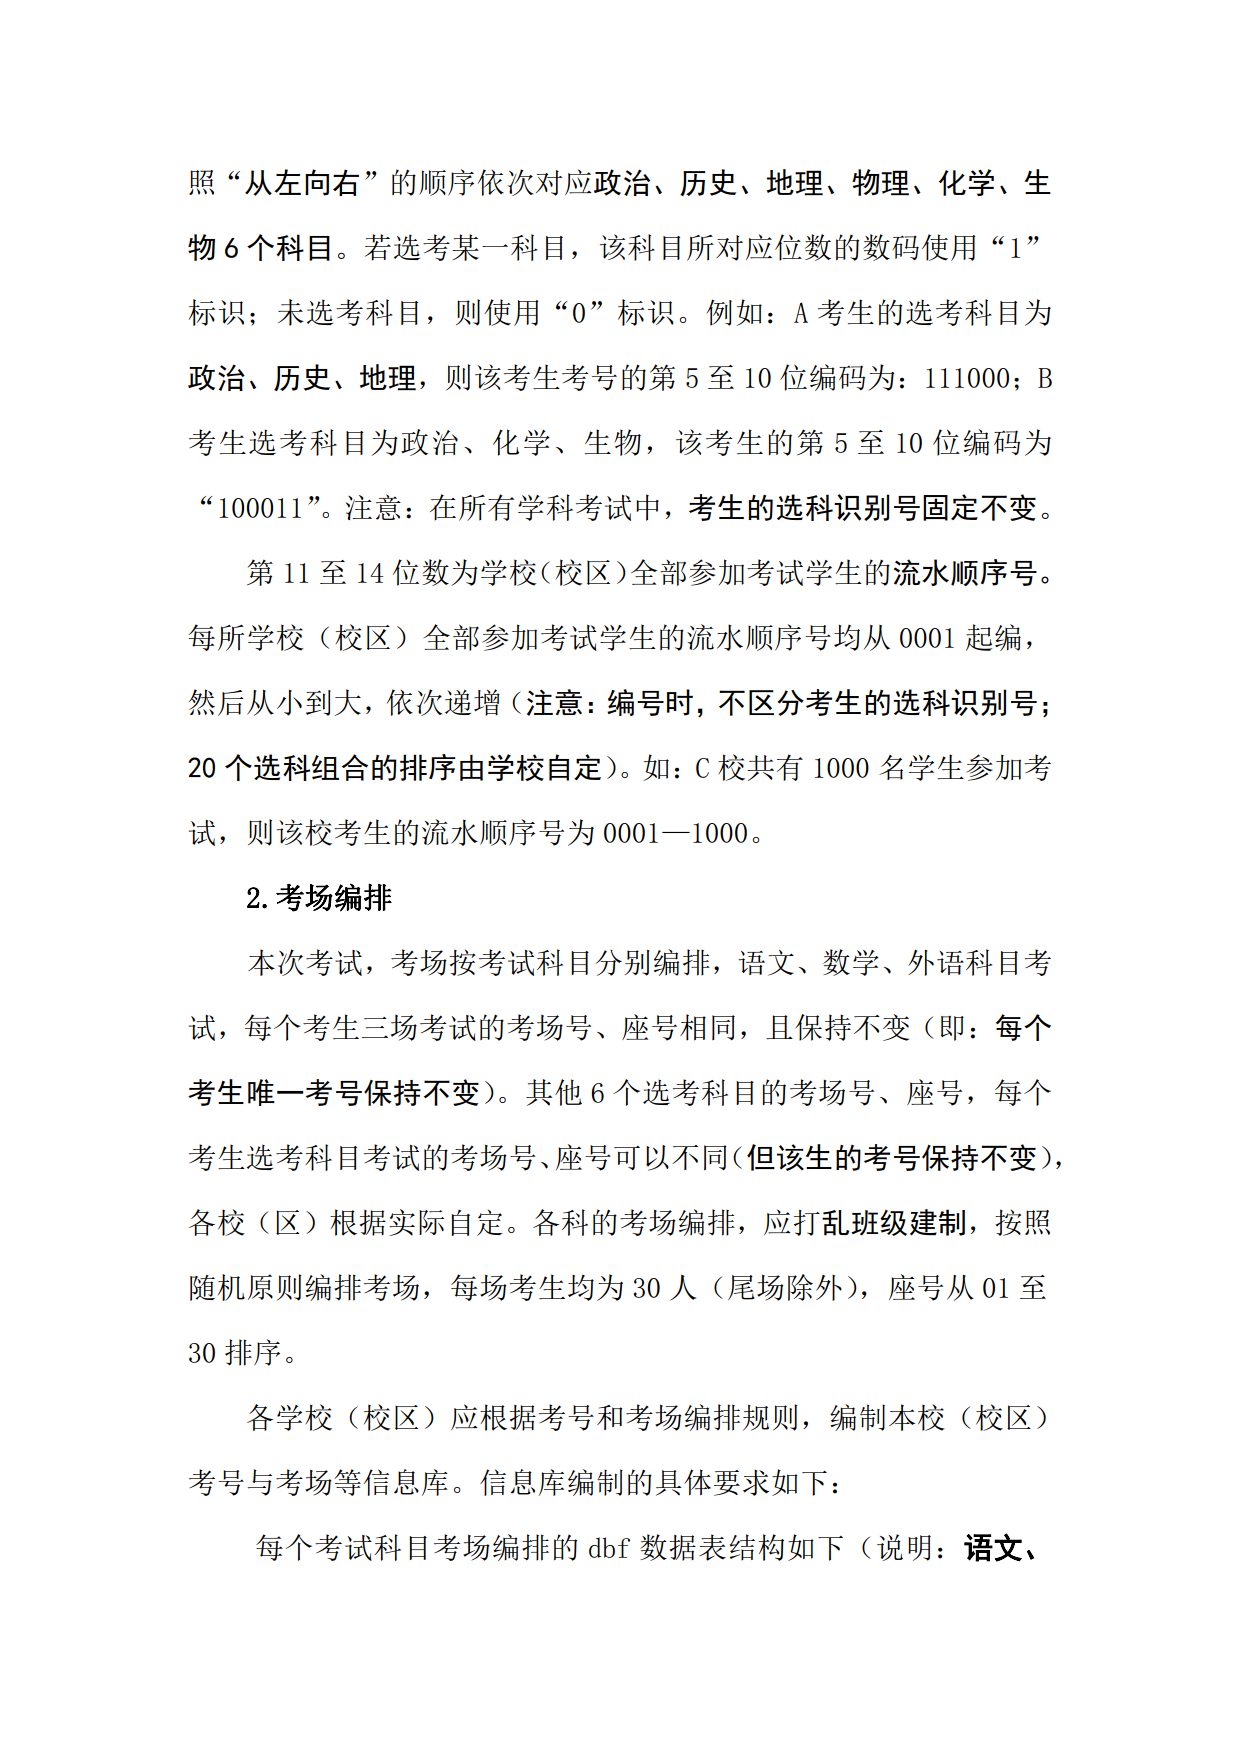 照“从左向右”的顺序依次对应政治、历史、地理、物理、化学、生
物 6 个科目。若选考某一科目，该科目所对应位数的数码使用“1”
标识；未选考科目，则使用“0”标识。例如：A 考生的选考科目为
政治、历史、地理，则该考生考号的第 5 至 10 位编码为：111000；B
考生选考科目为政治、化学、生物，该考生的第 5 至 10 位编码为
“100011”。注意：在所有学科考试中，考生的选科识别号固定不变。
第 11 至 14 位数为学校（校区）全部参加考试学生的流水顺序号。
每所学校（校区）全部参加考试学生的流水顺序号均从 0001 起编，
然后从小到大，依次递增（注意：编号时，不区分考生的选科识别号；
20 个选科组合的排序由学校自定）。如：C 校共有 1000 名学生参加考
试，则该校考生的流水顺序号为 0001—1000。
2.考场编排
本次考试，考场按考试科目分别编排，语文、数学、外语科目考
试，每个考生三场考试的考场号、座号相同，且保持不变（即：每个
考生唯一考号保持不变）。其他 6 个选考科目的考场号、座号，每个
考生选考科目考试的考场号、座号可以不同（但该生的考号保持不变），
各校（区）根据实际自定。各科的考场编排，应打乱班级建制，按照
随机原则编排考场，每场考生均为 30 人（尾场除外），座号从 01 至
30 排序。
各学校（校区）应根据考号和考场编排规则，编制本校（校区）
考号与考场等信息库。信息库编制的具体要求如下：
每个考试科目考场编排的 dbf 数据表结构如下（说明：语文、